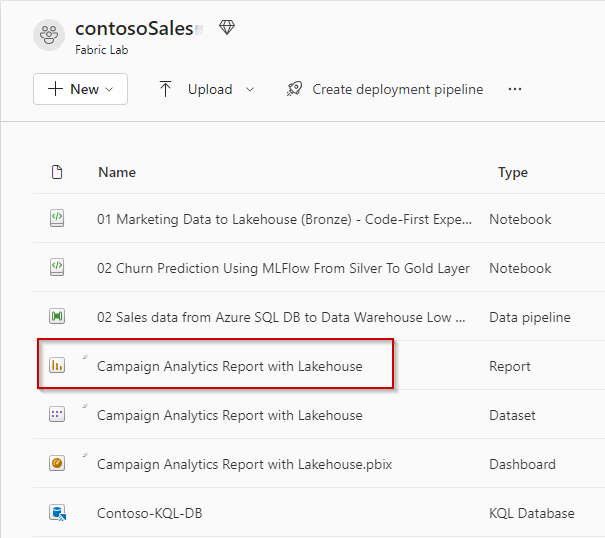 contosoSales
Fabric Lab
New Upload Create deployment pipeline ...
Name Type
01 Marketing Data to Lakehouse (Bronze) - Code-First Expe... Notebook
02 Churn Prediction Using MLFlow From Silver To Gold Layer Notebook
02 Sales data from Azure SQL DB to Data Warehouse Low ... Data pipeline
Campaign Analytics Report with Lakehouse Report
Campaign Analytics Report with Lakehouse Dataset
Campaign Analytics Report with Lakehouse.pbix Dashboard
Contoso-KQL-DB KQL Database